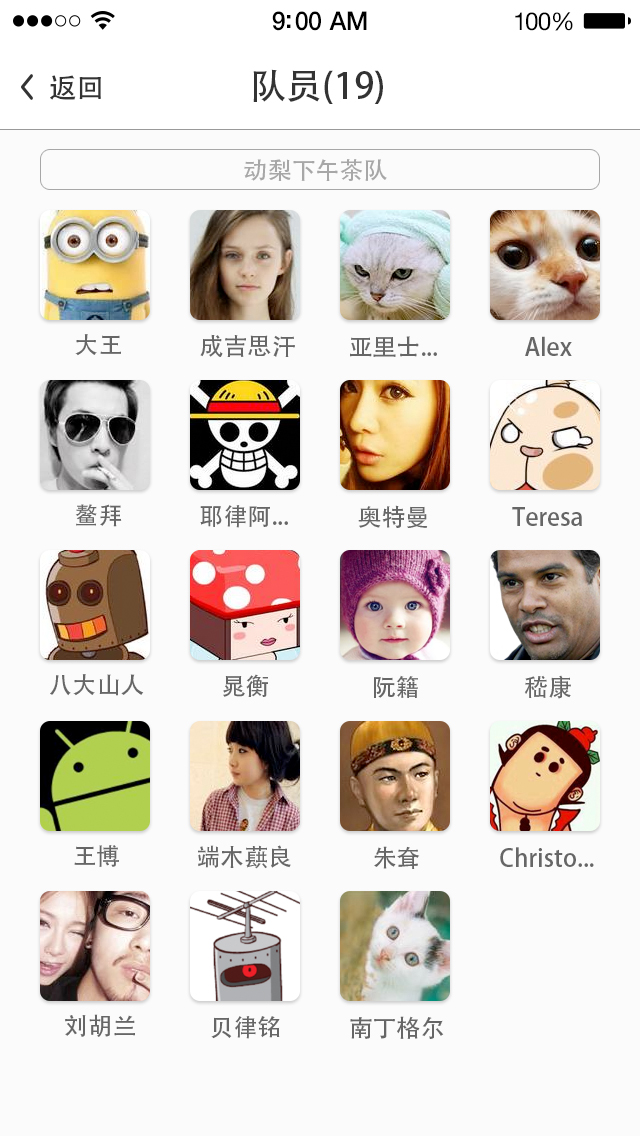 9:00 AM 100%
返回 队员(19)
动梨下午茶队
大王 成吉思汗 亚里士... Alex
鳌拜 耶律阿... 奥特曼 Teresa
八大山人 晁衡 阮籍 嵇康
王博 端木蕻良 朱耷 Christo...
刘胡兰 贝律铭 南丁格尔